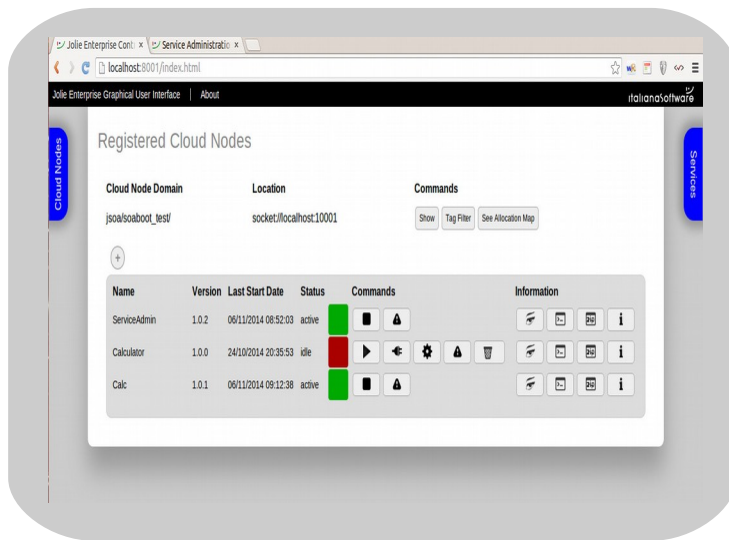 Jolie Enterprise Cont: x Service Administratio x
localhost:8001/index.html
Jolie Enterprise Graphical User Interface | About
italianaSoftware
Cloud Nodes
Services
Registered Cloud Nodes
Cloud Node Domain Location Commands
jsoa/soaboot_test/ socket://localhost:10001 Show Tag Filter See Allocation Map
+
Name Version Last Start Date Status Commands Information
ServiceAdmin 1.0.2 06/11/2014 08:52:03 active
Calculator 1.0.0 24/10/2014 20:35:53 idle
Calc 1.0.1 06/11/2014 09:12:38 active